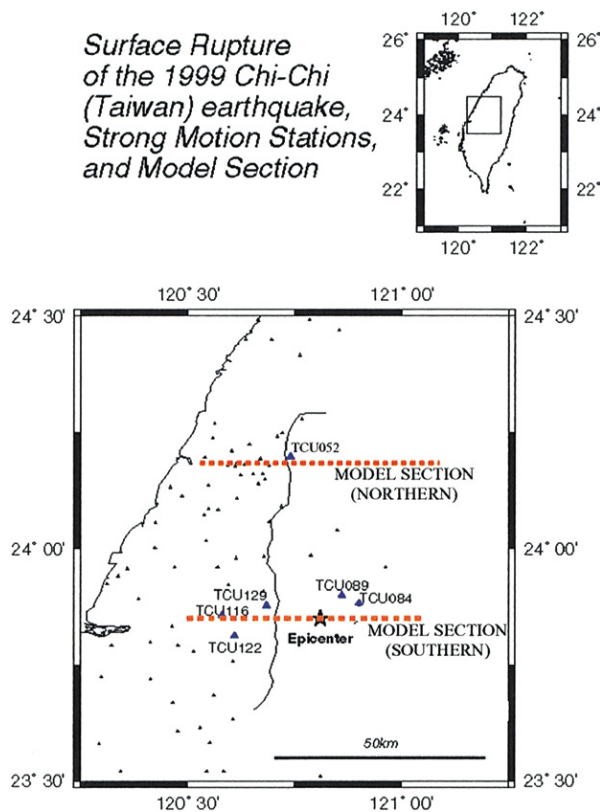 Surface Rupture
of the 1999 Chi-Chi
(Taiwan) earthquake,
Strong Motion Stations,
and Model Section
120° 122°
26° 26°
24° 24°
22° 22°
120° 122°
120° 30' 121° 00'
24° 30' 24° 30'
TCU052
MODEL SECTION
(NORTHERN)
24° 00' 24° 00'
TCU089
TCU129 TCU084
TCU116
MODEL SECTION
(SOUTHERN)
Epicenter
TCU122
50km
23° 30' 23° 30'
120° 30' 121° 00'